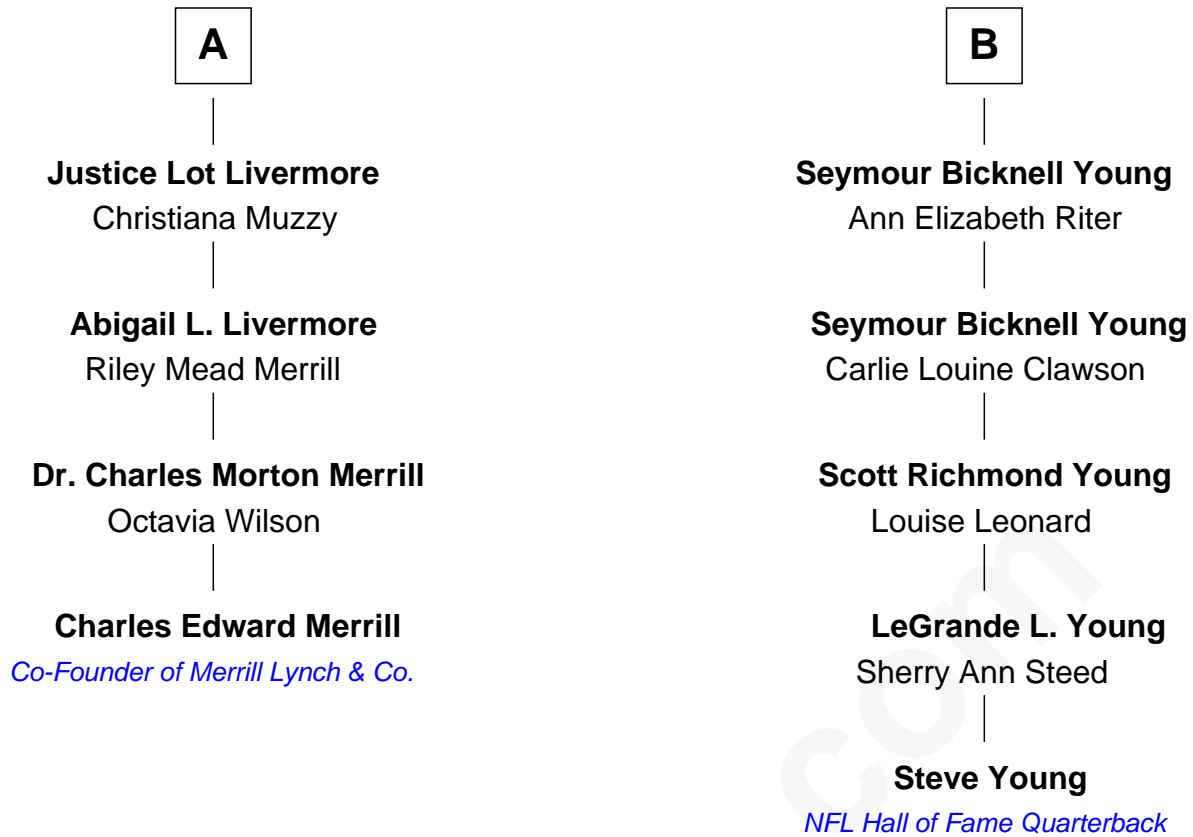 A
Justice Lot Livermore
Christiana Muzzy
Abigail L. Livermore
Riley Mead Merrill
Dr. Charles Morton Merrill
Octavia Wilson
Charles Edward Merrill
Co-Founder of Merrill Lynch & Co.
B
Seymour Bicknell Young
Ann Elizabeth Riter
Seymour Bicknell Young
Carlie Louine Clawson
Scott Richmond Young
Louise Leonard
LeGrande L. Young
Sherry Ann Steed
Steve Young
NFL Hall of Fame Quarterback
com